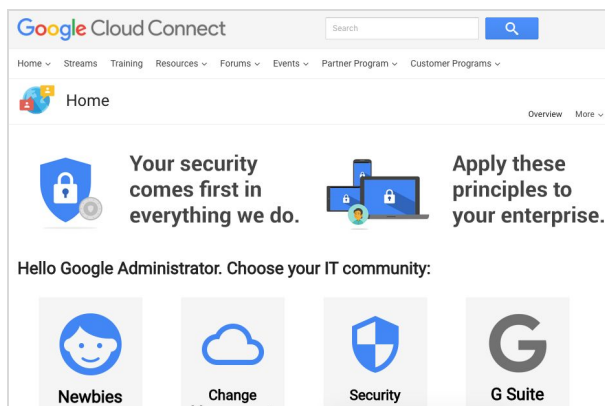 Google Cloud Connect
Search
Home Streams Training Resources Forums Events Partner Program Customer Programs
Home
Overview More
Your security
comes first in
everything we do.
Apply these
principles to
your enterprise.
Hello Google Administrator. Choose your IT community:
Newbies
Change
Security
G Suite